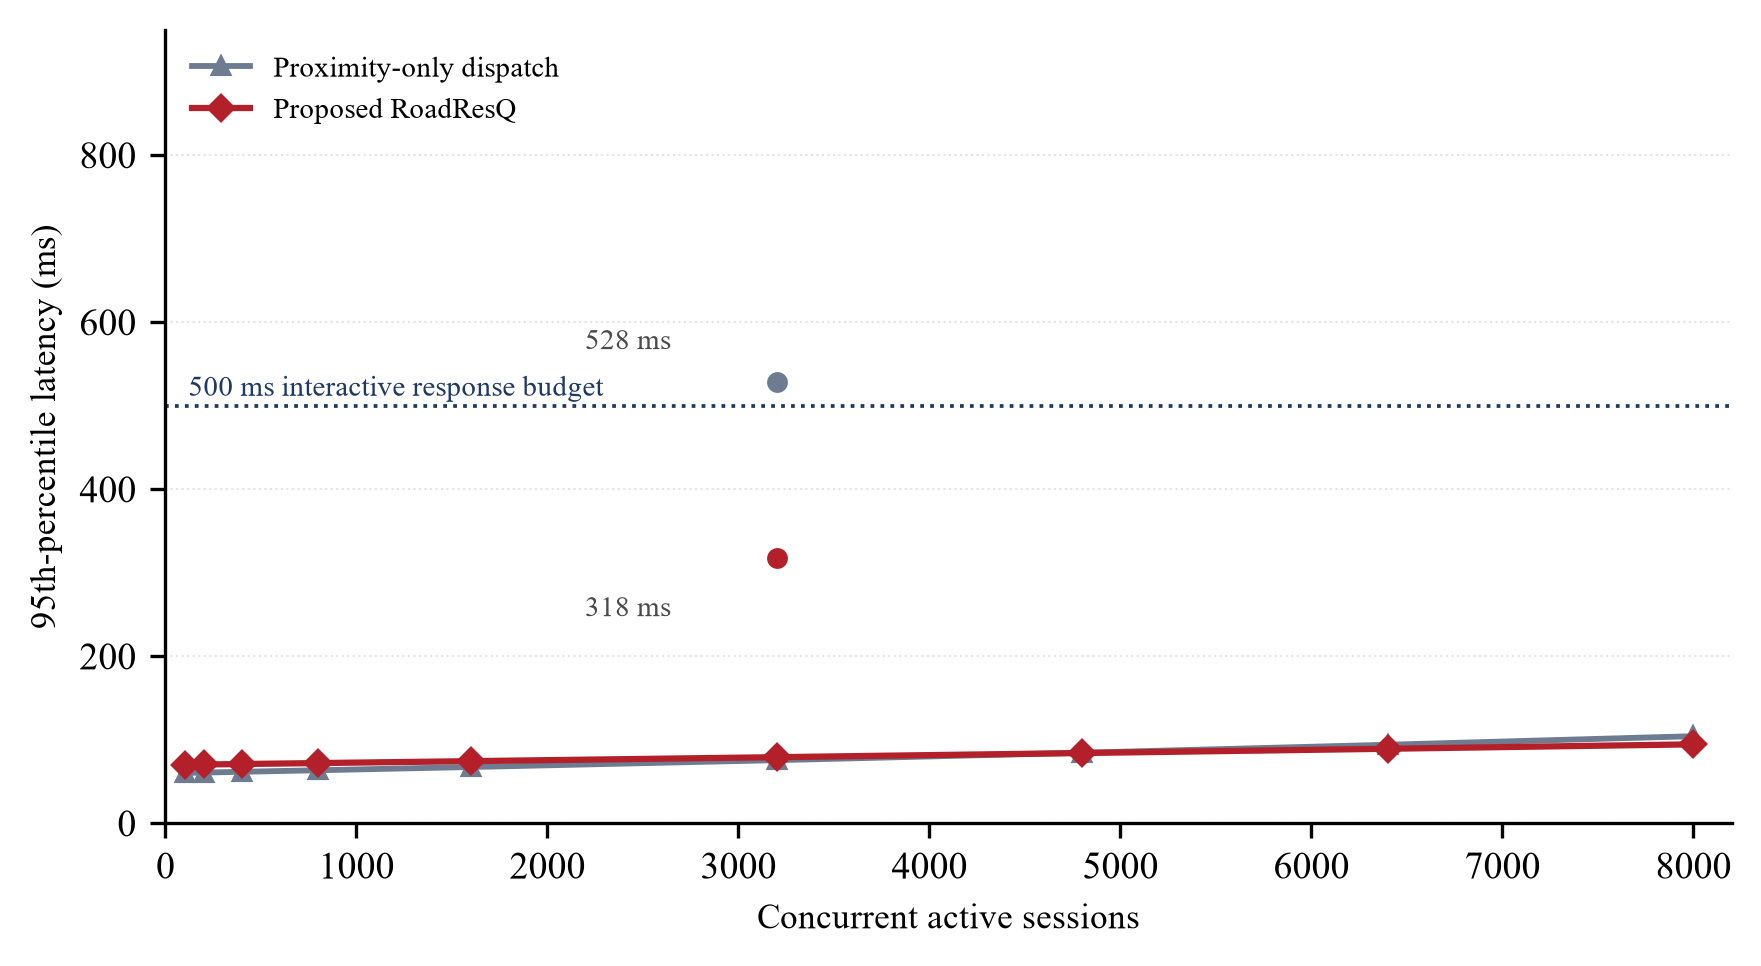 Proximity-only dispatch
Proposed RoadResQ
800
600
400
200
0
95th-percentile latency (ms)
528 ms
500 ms interactive response budget
318 ms
0 1000 2000 3000 4000 5000 6000 7000 8000
Concurrent active sessions